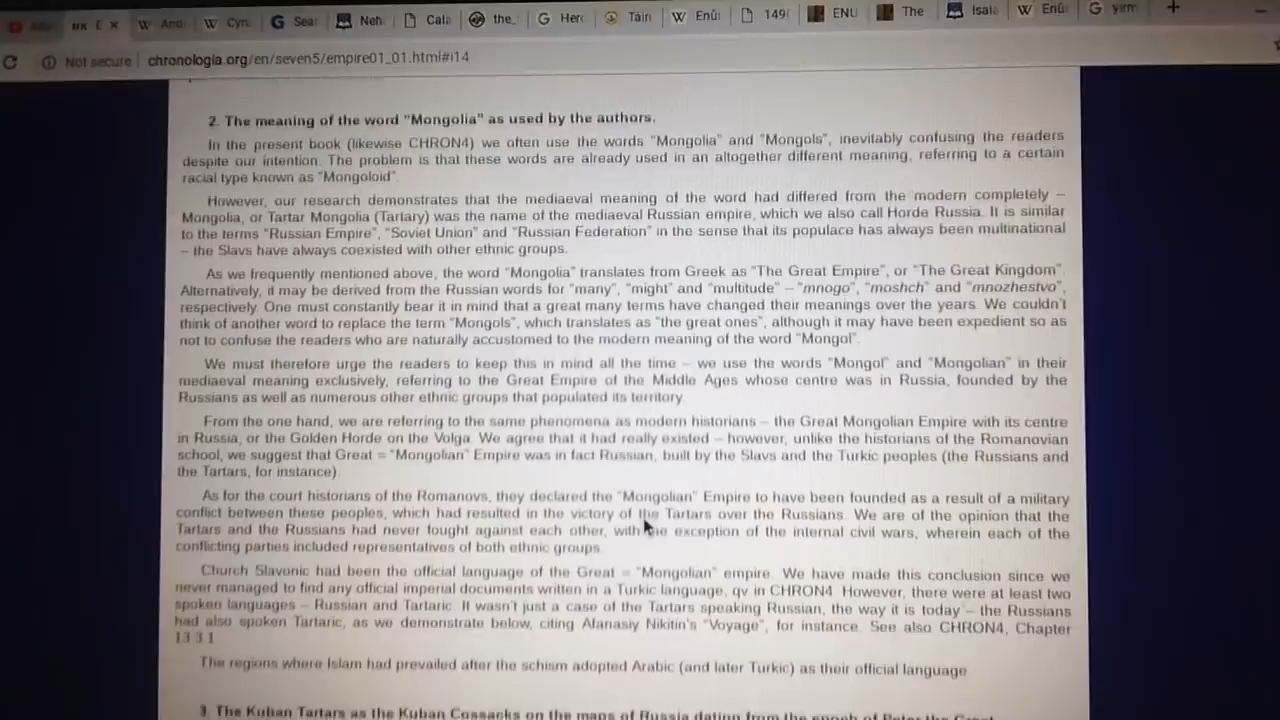 Neh
Cala
the_
Her
Táin
Enû
149
ENU
The
Isaia
Enû
yirm
Not secure | chronologia.org/en/seven5/empire01_01.html#i14
2. The meaning of the word "Mongolia" as used by the authors.
In the present book (likewise CHRON4) we often use the words "Mongolia" and "Mongols", inevitably confusing the readers
despite our intention. The problem is that these words are already used in an altogether different meaning, referring to a certain
racial type known as "Mongoloid".
However, our research demonstrates that the mediaeval meaning of the word had differed from the modern completely –
Mongolia, or Tartar Mongolia (Tartary) was the name of the mediaeval Russian empire, which we also call Horde Russia. It is similar
to the terms "Russian Empire", "Soviet Union" and "Russian Federation" in the sense that its populace has always been multinational
– the Slavs have always coexisted with other ethnic groups.
As we frequently mentioned above, the word "Mongolia" translates from Greek as "The Great Empire", or "The Great Kingdom".
Alternatively, it may be derived from the Russian words for "many", "might" and "multitude" – "mnogo", "moshch" and "mnozhestvo",
respectively. One must constantly bear it in mind that a great many terms have changed their meanings over the years. We couldn't
think of another word to replace the term "Mongols", which translates as "the great ones", although it may have been expedient so as
not to confuse the readers who are naturally accustomed to the modern meaning of the word "Mongol".
We must therefore urge the readers to keep this in mind all the time – we use the words "Mongol" and "Mongolian" in their
mediaeval meaning exclusively, referring to the Great Empire of the Middle Ages whose centre was in Russia, founded by the
Russians as well as numerous other ethnic groups that populated its territory.
From the one hand, we are referring to the same phenomena as modern historians – the Great Mongolian Empire with its centre
in Russia, or the Golden Horde on the Volga. We agree that it had really existed – however, unlike the historians of the Romanovian
school, we suggest that Great = "Mongolian" Empire was in fact Russian, built by the Slavs and the Turkic peoples (the Russians and
the Tartars, for instance).
As for the court historians of the Romanovs, they declared the "Mongolian" Empire to have been founded as a result of a military
conflict between these peoples, which had resulted in the victory of the Tartars over the Russians. We are of the opinion that the
Tartars and the Russians had never fought against each other, with the exception of the internal civil wars, wherein each of the
conflicting parties included representatives of both ethnic groups.
Church Slavonic had been the official language of the Great = "Mongolian" empire. We have made this conclusion since we
never managed to find any official imperial documents written in a Turkic language, qv in CHRON4. However, there were at least two
spoken languages – Russian and Tartaric. It wasn't just a case of the Tartars speaking Russian, the way it is today – the Russians
had also spoken Tartaric, as we demonstrate below, citing Afanasiy Nikitin's "Voyage", for instance. See also CHRON4, Chapter
13.3.1.
The regions where Islam had prevailed after the schism adopted Arabic (and later Turkic) as their official language
3. The Kuban Tartars as the Kuban Cossacks on the maps of Russia dating from the epoch of Peter the Great